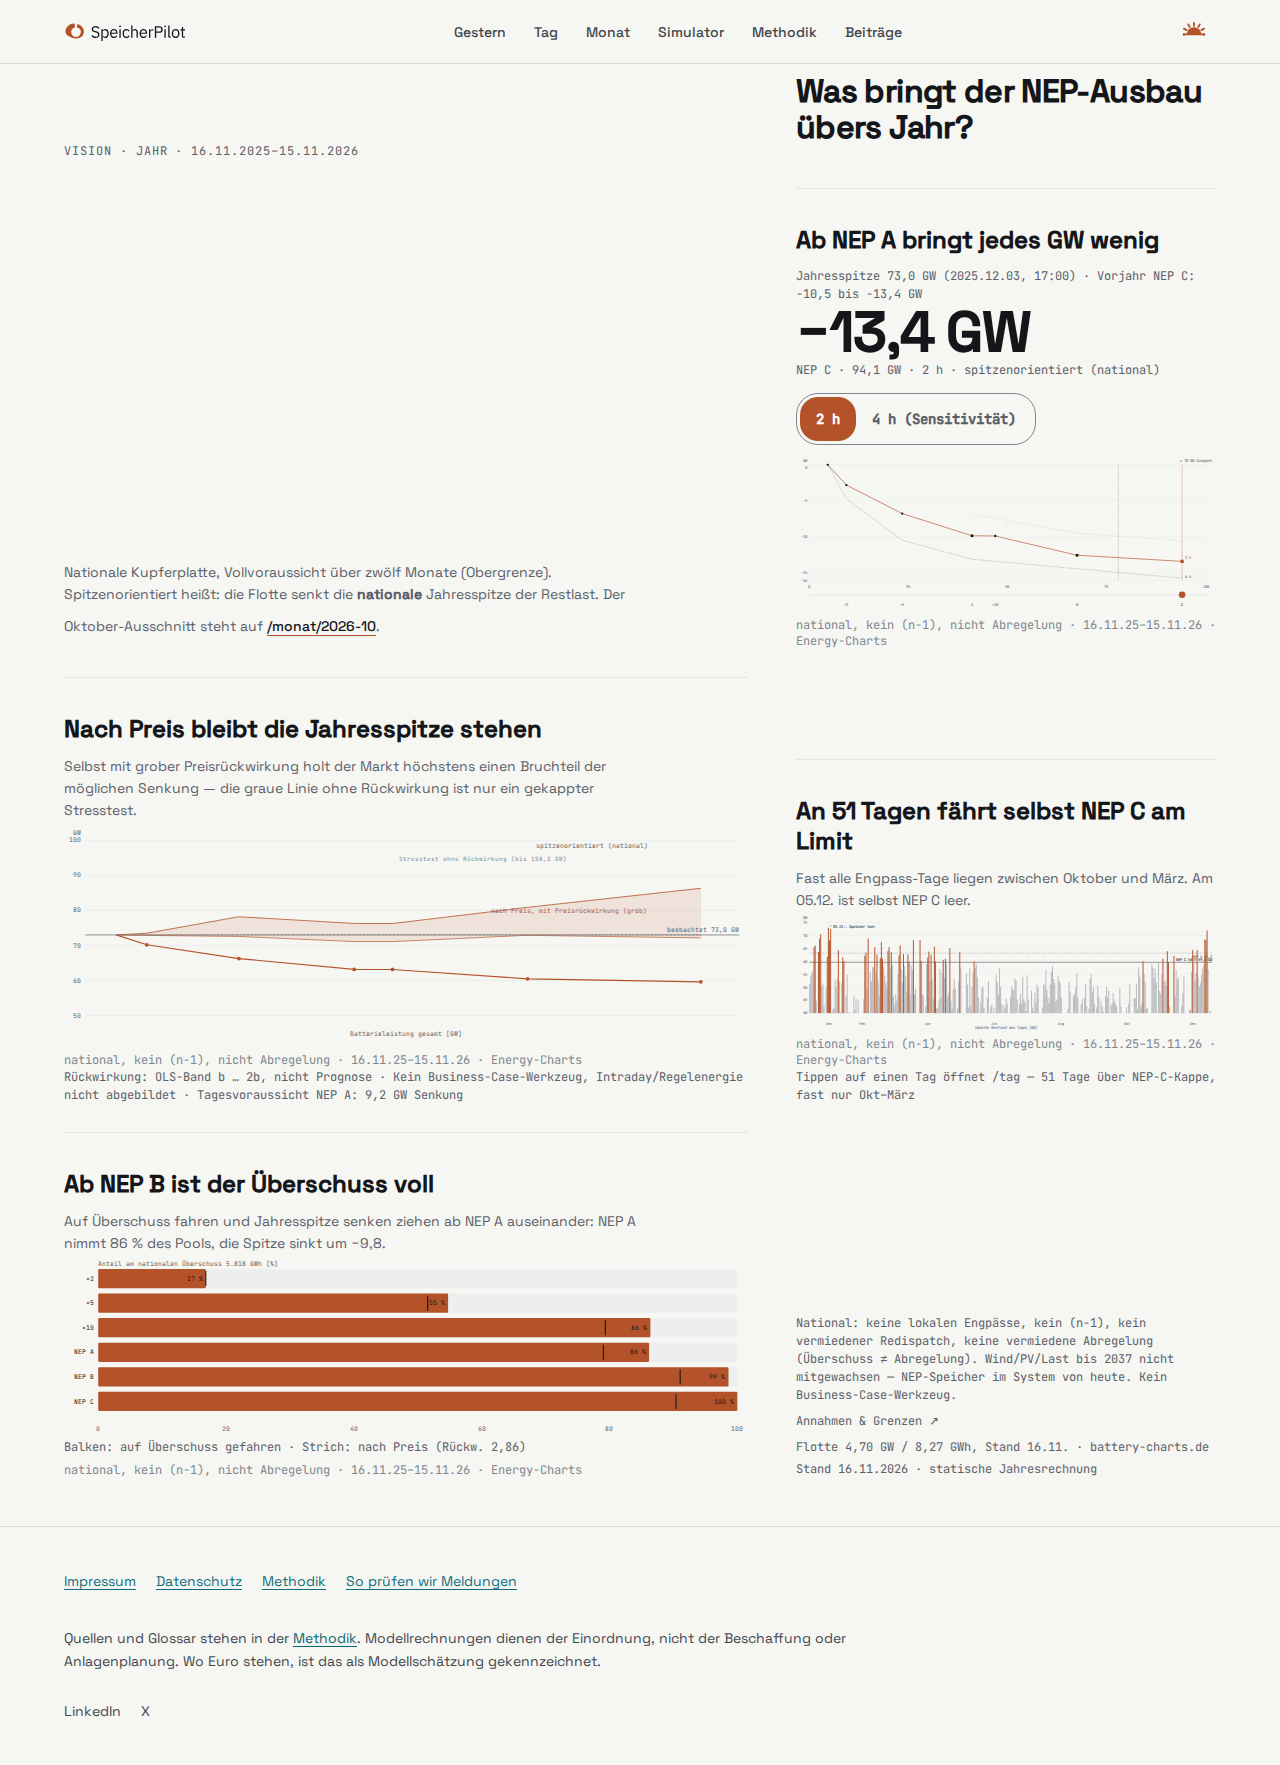 SpeicherPilot
Gestern Tag Monat Simulator Methodik Beiträge
VISION · JAHR · 16.11.2025–15.11.2026
Was bringt der NEP-Ausbau
übers Jahr?
Ab NEP A bringt jedes GW wenig
Jahresspitze 73,0 GW (2025.12.03, 17:00) · Vorjahr NEP C:
-10,5 bis -13,4 GW
−13,4 GW
NEP C · 94,1 GW · 2 h · spitzenorientiert (national)
2 h 4 h (Sensitivität)
national, kein (n-1), nicht Abregelung · 16.11.25–15.11.26 ·
Energy-Charts
Nationale Kupferplatte, Vollvoraussicht über zwölf Monate (Obergrenze).
Spitzenorientiert heißt: die Flotte senkt die nationale Jahresspitze der Restlast. Der
Oktober-Ausschnitt steht auf /monat/2026-10.
Nach Preis bleibt die Jahresspitze stehen
Selbst mit grober Preisrückwirkung holt der Markt höchstens einen Bruchteil der
möglichen Senkung — die graue Linie ohne Rückwirkung ist nur ein gekappter
Stresstest.
GW
100
90
80
70
60
50
spitzenorientiert (national)
Stresstest ohne Rückwirkung (bis 158,2 GW)
nach Preis, mit Preisrückwirkung (grob)
beobachtet 73,0 GW
Batterieleistung gesamt [GW]
national, kein (n-1), nicht Abregelung · 16.11.25–15.11.26 · Energy-Charts
Rückwirkung: OLS-Band b … 2b, nicht Prognose · Kein Business-Case-Werkzeug, Intraday/Regelenergie
nicht abgebildet · Tagesvoraussicht NEP A: 9,2 GW Senkung
An 51 Tagen fährt selbst NEP C am
Limit
Fast alle Engpass-Tage liegen zwischen Oktober und März. Am
05.12. ist selbst NEP C leer.
05.12.: Speicher leer
national, kein (n-1), nicht Abregelung · 16.11.25–15.11.26 ·
Energy-Charts
Tippen auf einen Tag öffnet /tag — 51 Tage über NEP-C-Kappe,
fast nur Okt–März
Ab NEP B ist der Überschuss voll
Auf Überschuss fahren und Jahresspitze senken ziehen ab NEP A auseinander: NEP A
nimmt 86 % des Pools, die Spitze sinkt um −9,8.
Anteil am nationalen Überschuss 5.818 GWh [%]
×2 17 %
×5 55 %
×10 86 %
NEP A 86 %
NEP B 99 %
NEP C 100 %
0 20 40 60 80 100
Balken: auf Überschuss gefahren · Strich: nach Preis (Rückw. 2,86)
national, kein (n-1), nicht Abregelung · 16.11.25–15.11.26 · Energy-Charts
National: keine lokalen Engpässe, kein (n-1), kein
vermiedener Redispatch, keine vermiedene Abregelung
(Überschuss ≠ Abregelung). Wind/PV/Last bis 2037 nicht
mitgewachsen — NEP-Speicher im System von heute. Kein
Business-Case-Werkzeug.
Annahmen & Grenzen ↗
Flotte 4,70 GW / 8,27 GWh, Stand 16.11. · battery-charts.de
Stand 16.11.2026 · statische Jahresrechnung
Impressum Datenschutz Methodik So prüfen wir Meldungen
Quellen und Glossar stehen in der Methodik. Modellrechnungen dienen der Einordnung, nicht der Beschaffung oder
Anlagenplanung. Wo Euro stehen, ist das als Modellschätzung gekennzeichnet.
LinkedIn X